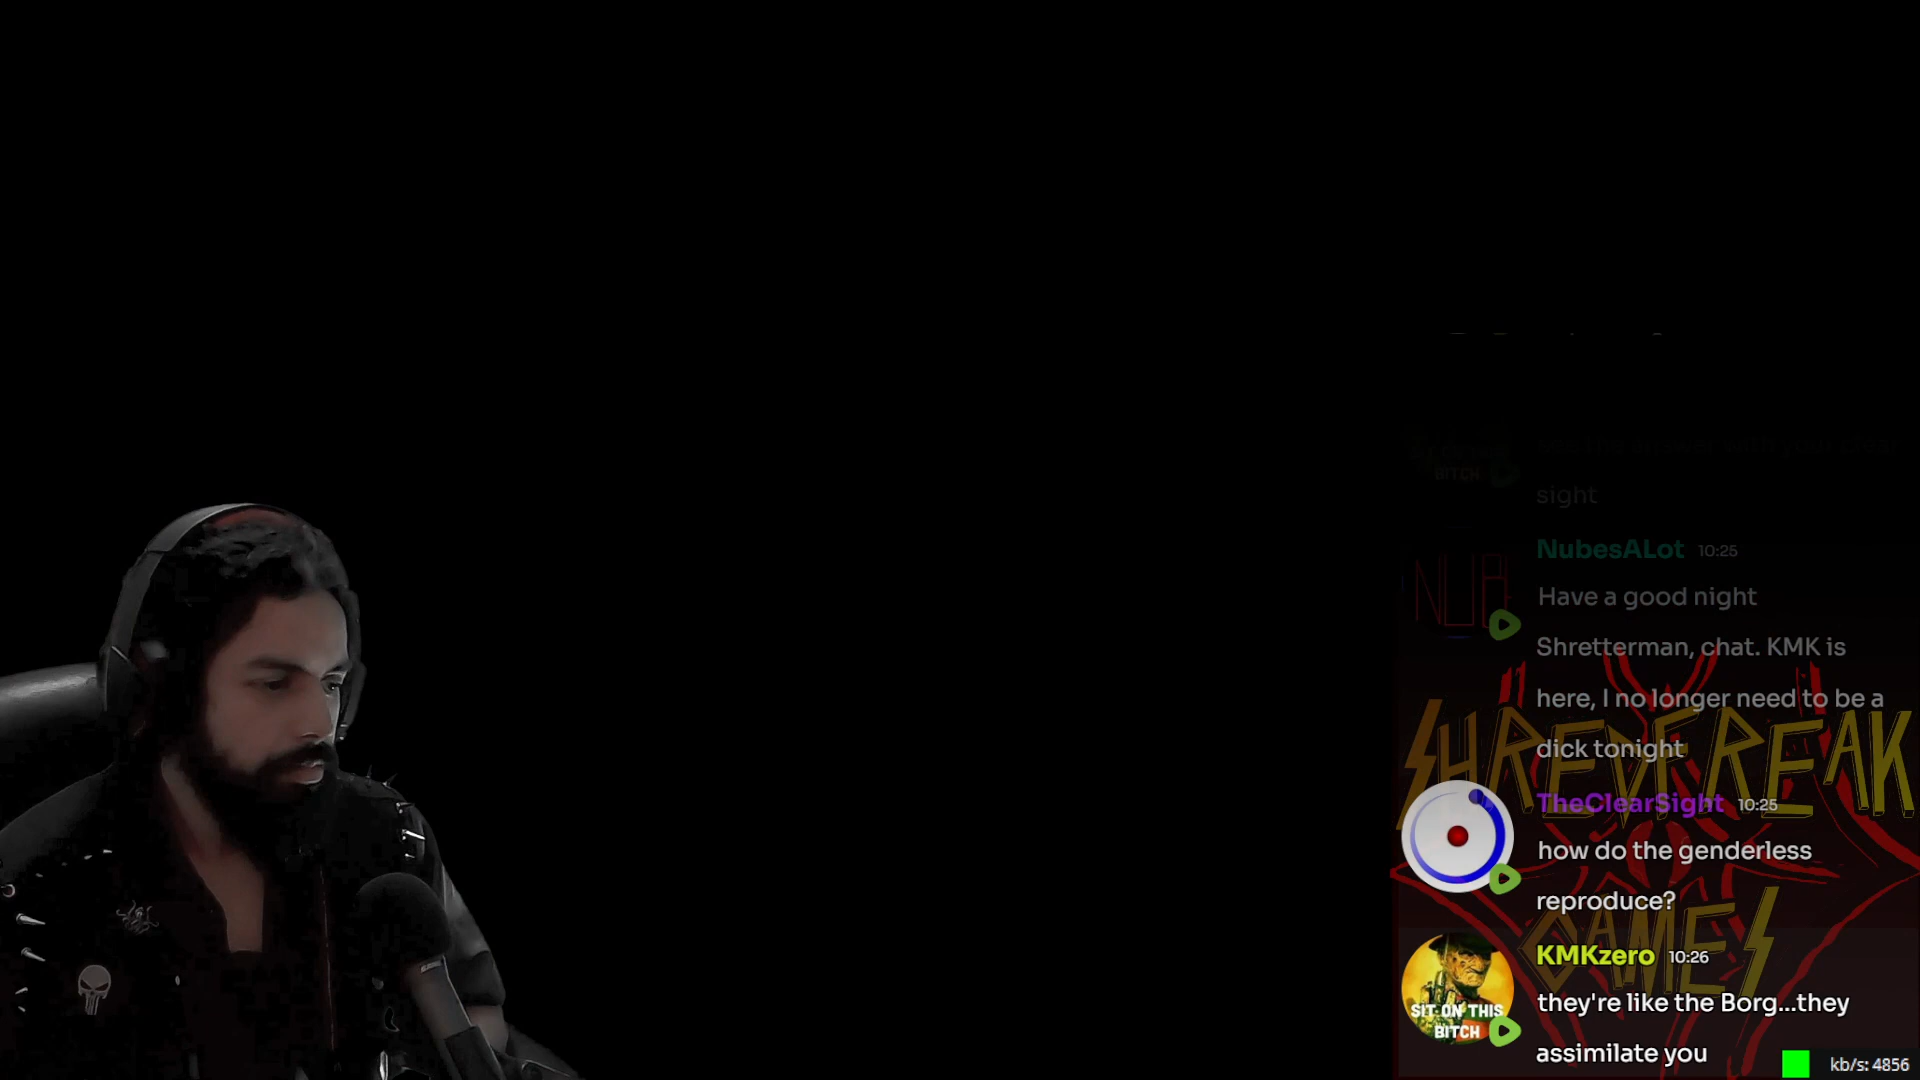 sight
NubesALot 10:25
Have a good night
Shretterman, chat. KMK is
here, I no longer need to be a
dick tonight
SHREDFREAK
GAMES
TheClearSight 10:25
how do the genderless
reproduce?
KMKzero 10:26
they're like the Borg...they
assimilate you
SIT ON THIS
BITCH
kb/s: 4856